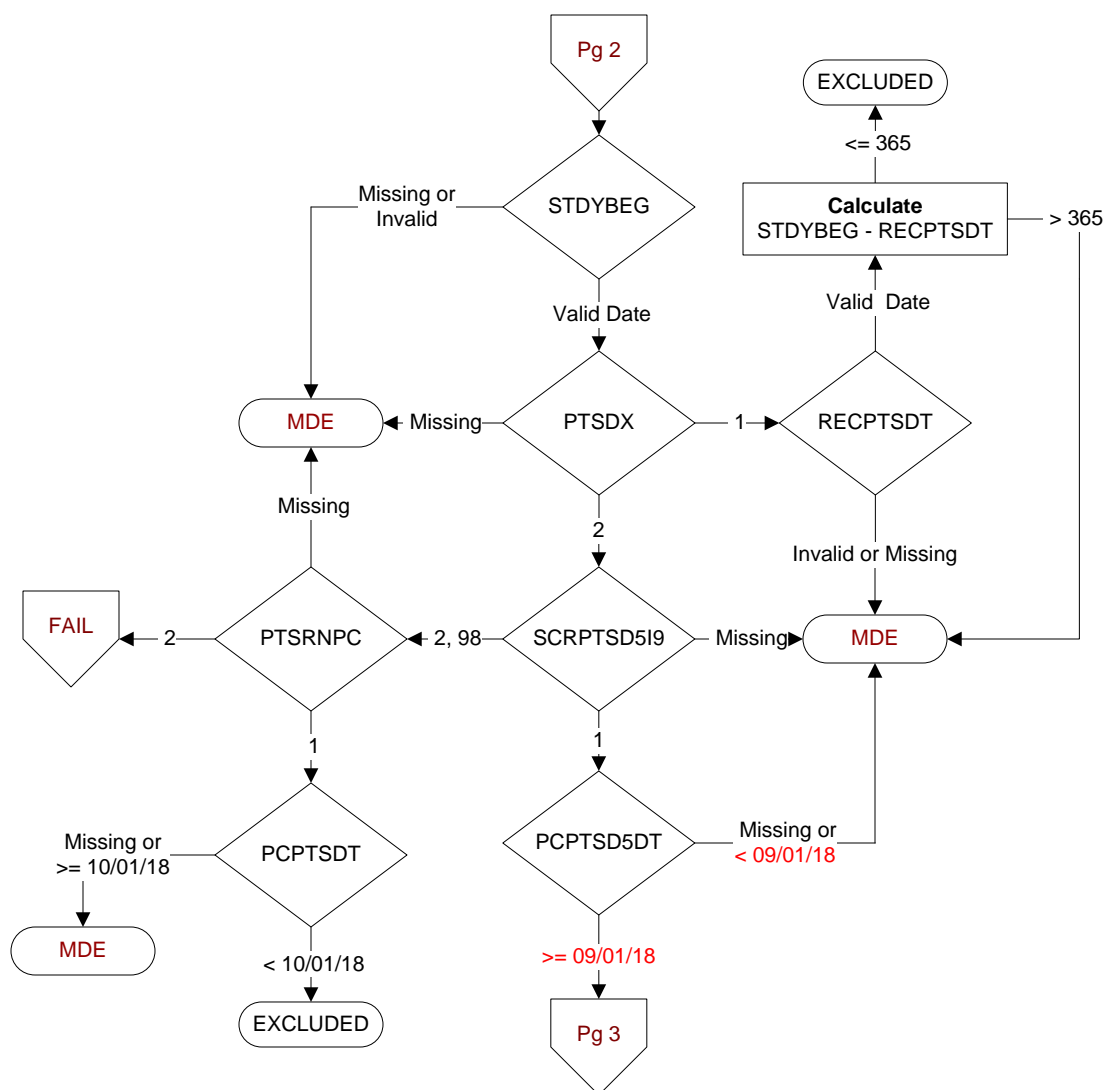 Pg 2
EXCLUDED
<= 365
Missing or
Invalid
STDYBEG
Calculate
STDYBEG - RECPTSDT
> 365
Valid Date
Valid  Date
MDE
Missing
PTSDX
1
RECPTSDT
Missing
2
Invalid or Missing
FAIL
2
PTSRNPC
2, 98
SCRPTSD5I9
Missing
MDE
1
1
Missing or
>= 10/01/18
PCPTSDT
PCPTSD5DT
Missing or
< 09/01/18
MDE
< 10/01/18
>= 09/01/18
EXCLUDED
Pg 3